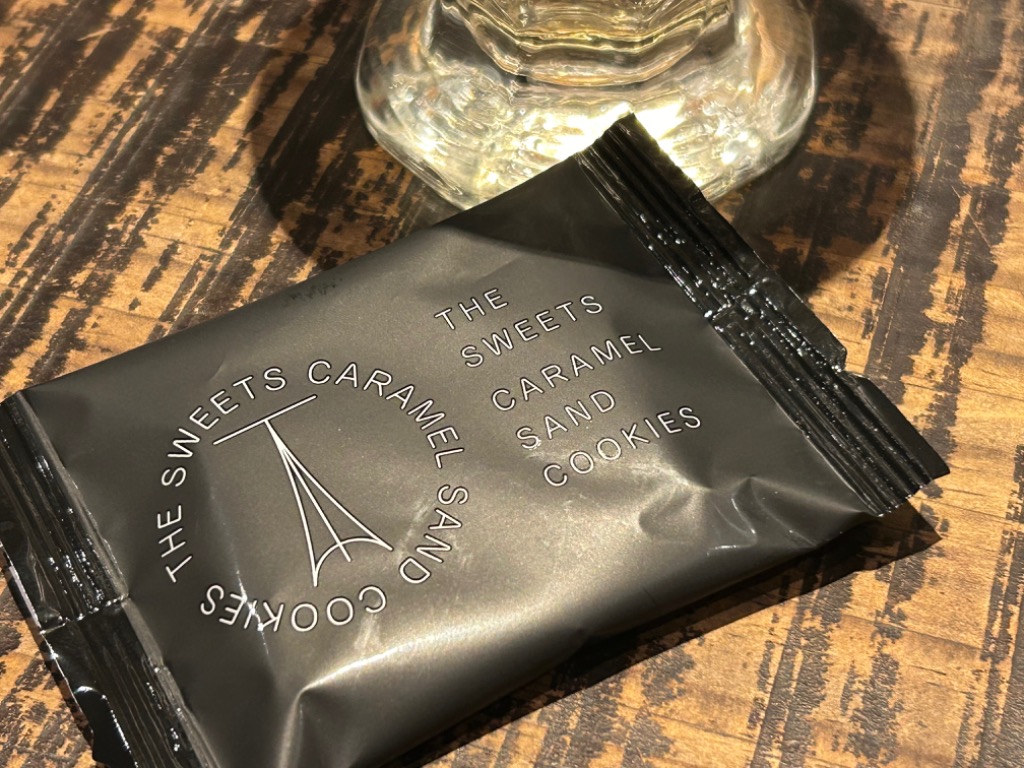 THE SWEETS CARAMEL SAND COOKIES
THE
SWEETS
CARAMEL
SAND
COOKIES